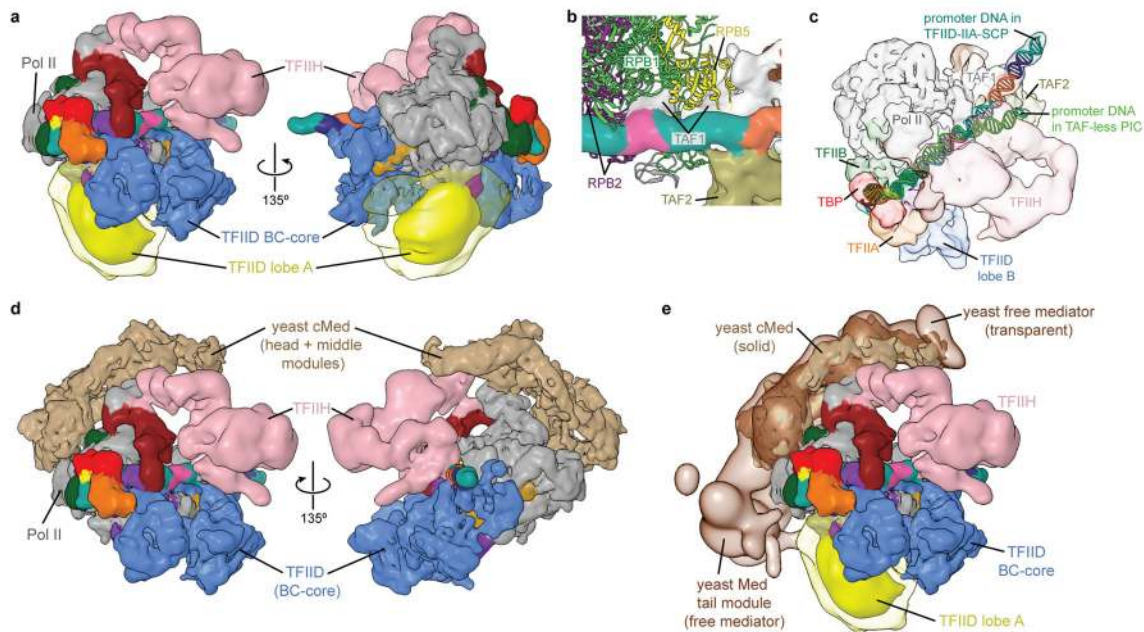 a
Pol II
TFIIH
135º
TFIID BC-core
TFIID lobe A
b
RPB5
RPB1
TAF1
RPB2
TAF2
c
promoter DNA in
TFIID-IIA-SCP
TAF1
TAF2
Pol II
promoter DNA
in TAF-less PIC
TFIIB
TBP
TFIIH
TFIIA
TFIID
lobe B
d
yeast cMed
(head + middle
modules)
TFIIH
135º
Pol II
TFIID
(BC-core)
e
yeast free mediator
(transparent)
yeast cMed
(solid)
TFIIH
TFIID
BC-core
yeast Med
tail module
(free mediator)
TFIID lobe A